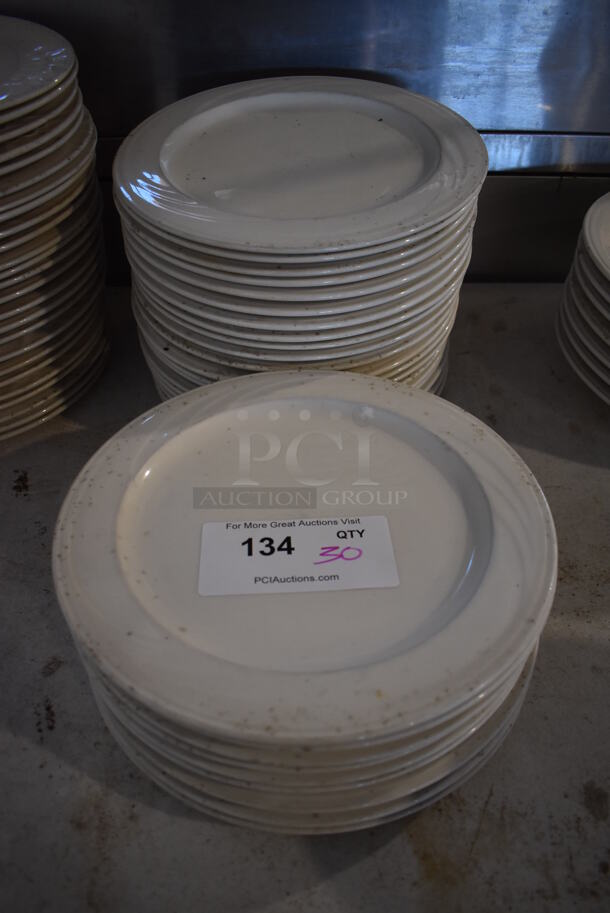 PCI
AUCTION GROUP
For More Great Auctions Visit
134 QTY 30
PCIAuctions.com